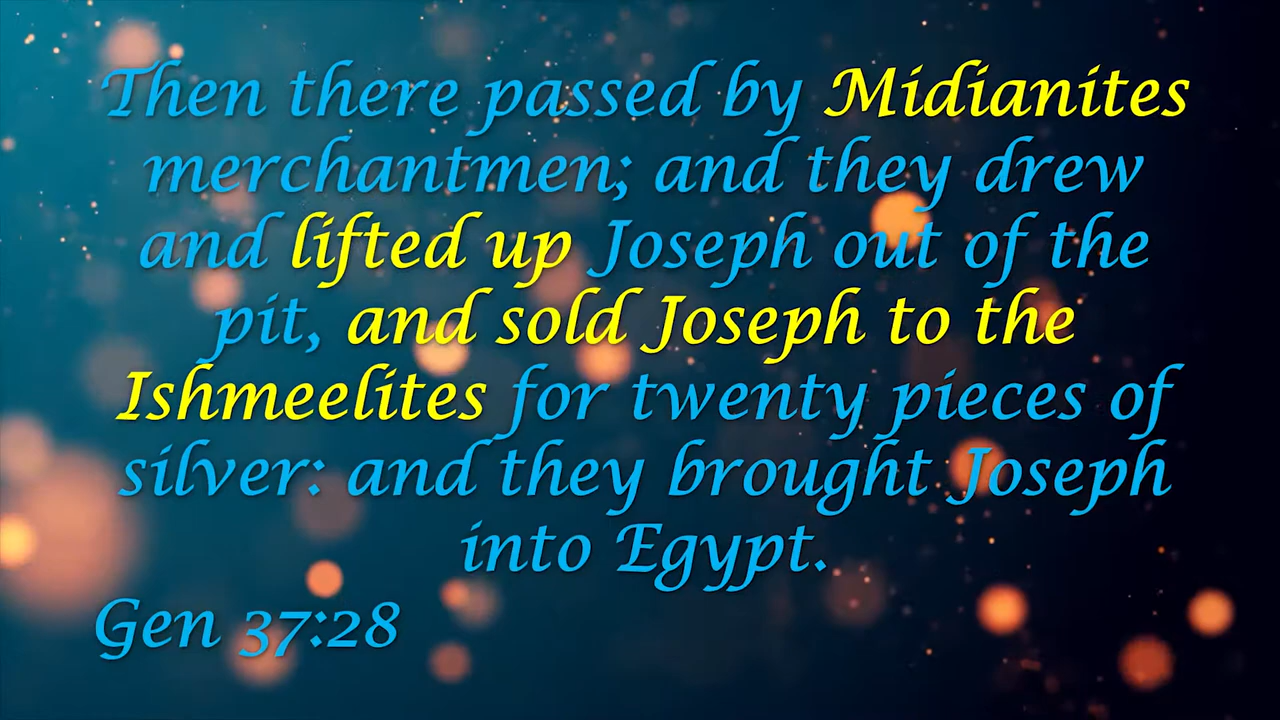 Then there passed by Midianites
merchantmen; and they drew
and lifted up Joseph out of the
pit, and sold Joseph to the
Ishmeelites for twenty pieces of
silver: and they brought Joseph
into Egypt.
Gen 37:28